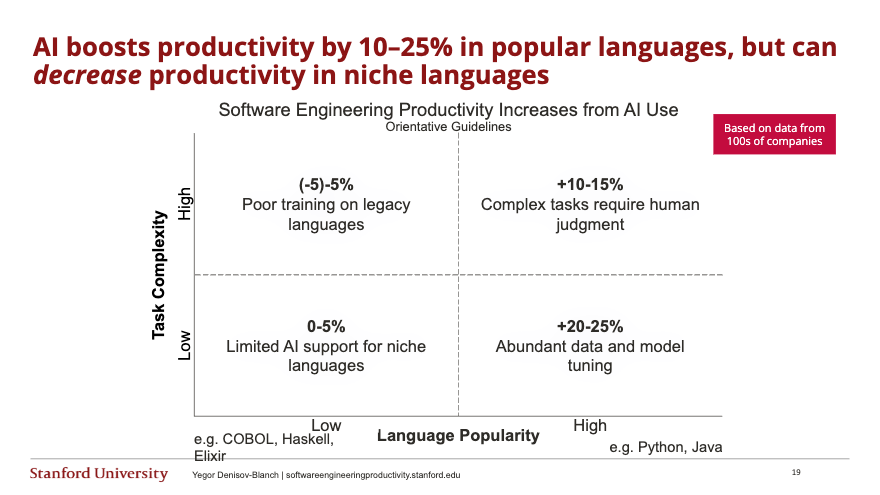 AI boosts productivity by 10–25% in popular languages, but can
decrease productivity in niche languages
Software Engineering Productivity Increases from AI Use
Orientative Guidelines
Based on data from
100s of companies
Task Complexity
High
Low
(-5)-5%
Poor training on legacy
languages
+10-15%
Complex tasks require human
judgment
0-5%
Limited AI support for niche
languages
+20-25%
Abundant data and model
tuning
Low
High
Language Popularity
e.g. COBOL, Haskell,
Elixir
e.g. Python, Java
Stanford University
Yegor Denisov-Blanch | softwareengineeringproductivity.stanford.edu
19